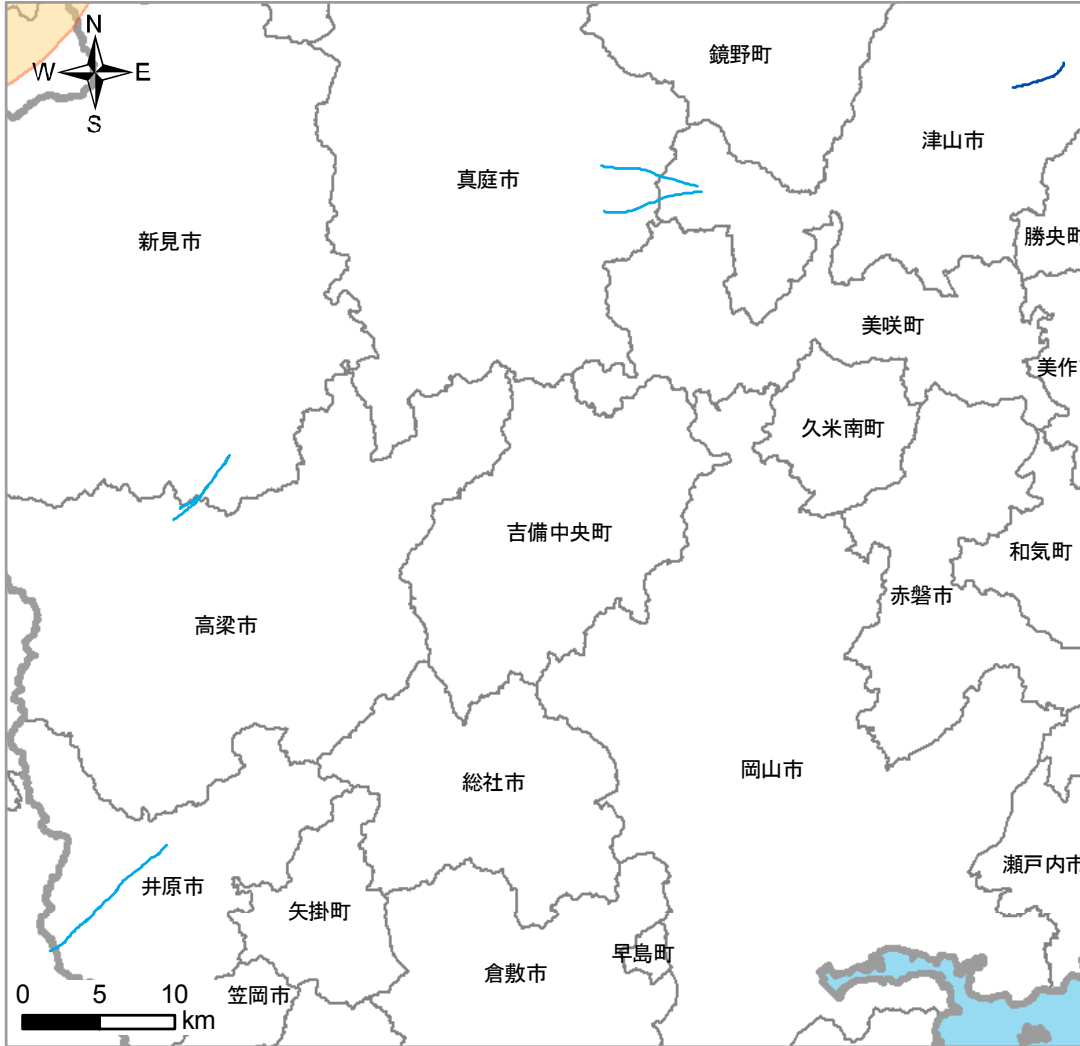 N
鏡野町
W
E
S
津山市
真庭市
新見市
勝央町
美咲町
美作
久米南町
吉備中央町
和気町
赤磐市
高梁市
岡山市
総社市
瀬戸内市
井原市
矢掛町
早島町
倉敷市
笠岡市
0 5 10
km